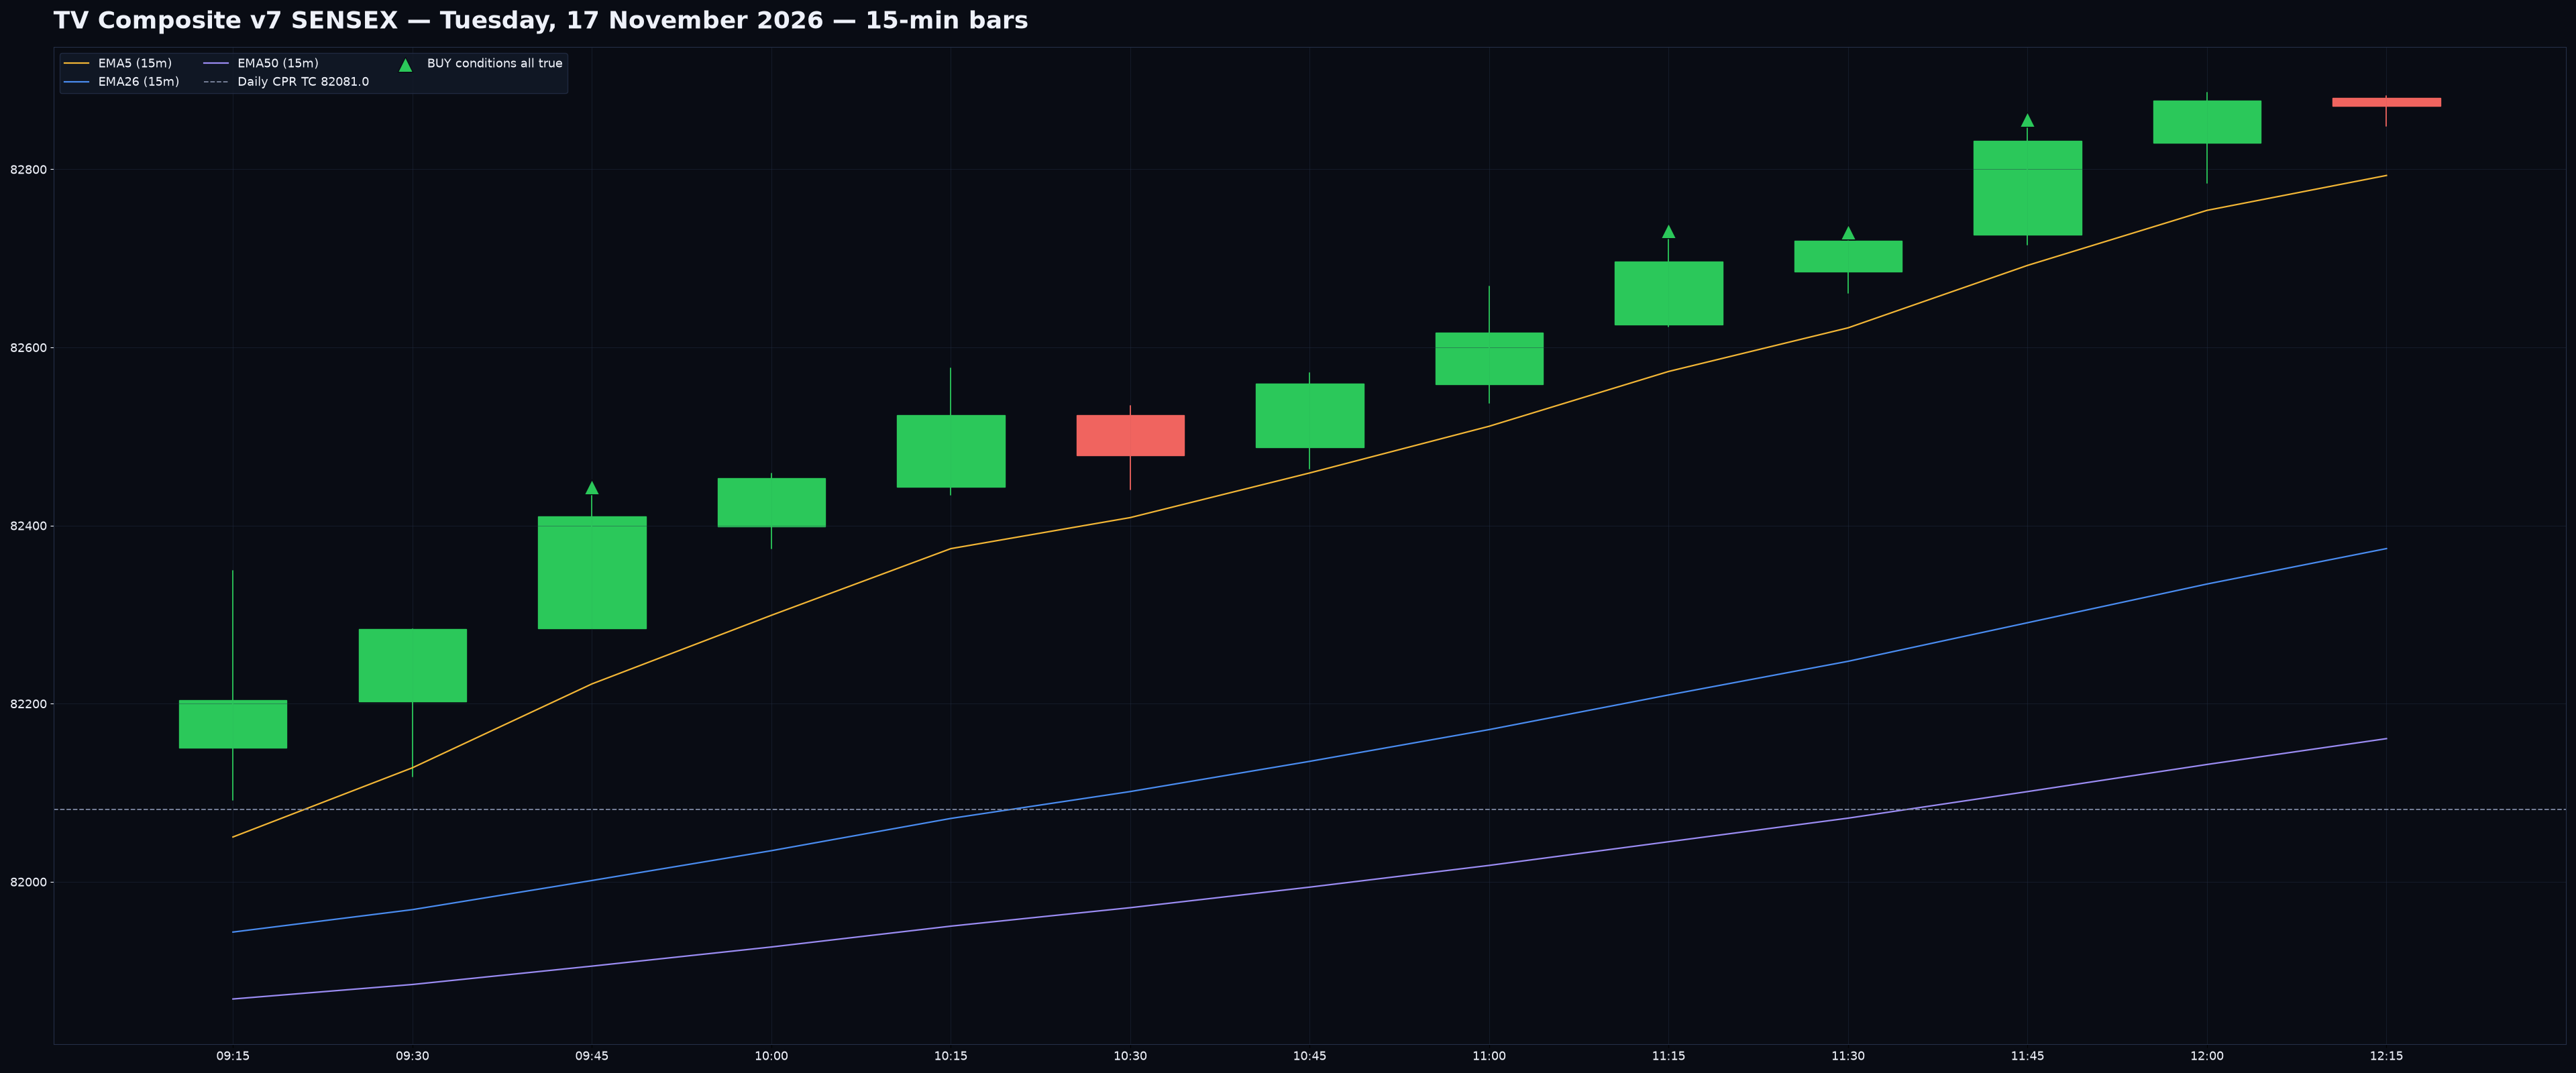 TV Composite v7 SENSEX — Tuesday, 17 November 2026 — 15-min bars
EMA5 (15m)
EMA26 (15m)
EMA50 (15m)
Daily CPR TC 82081.0
BUY conditions all true
82800
82600
82400
82200
82000
09:15 09:30 09:45 10:00 10:15 10:30 10:45 11:00 11:15 11:30 11:45 12:00 12:15